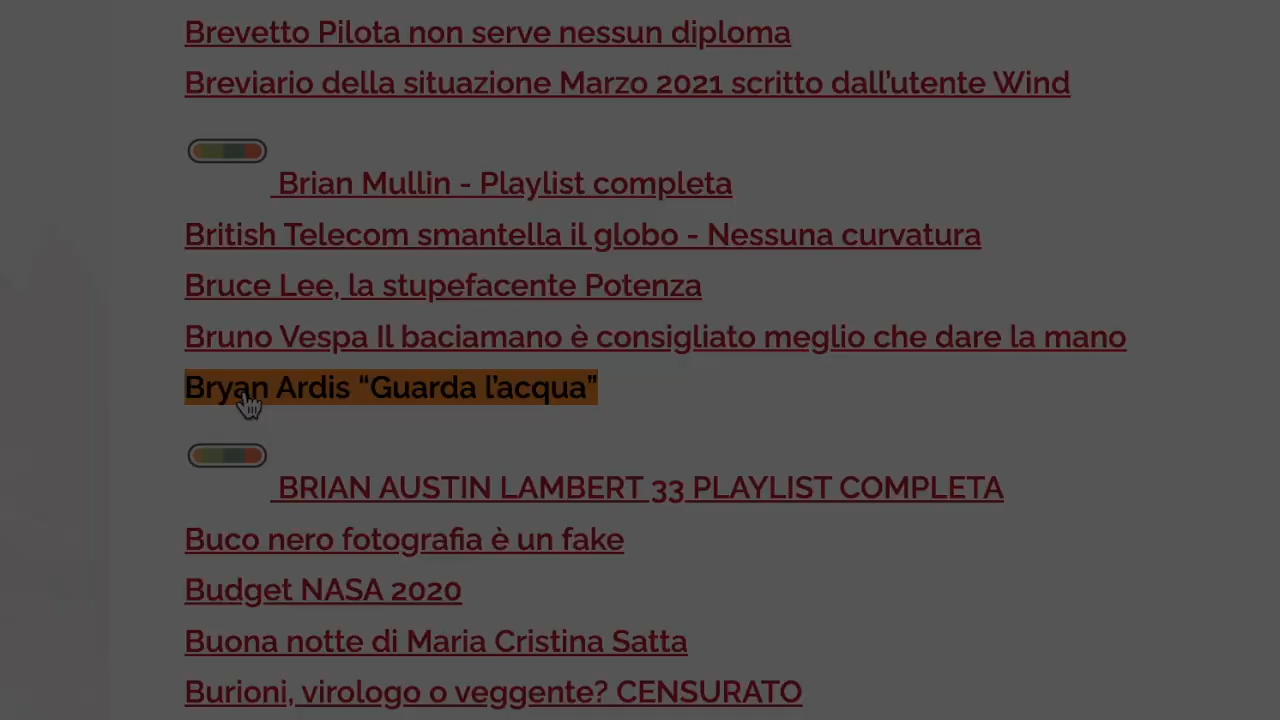 Brevetto Pilota non serve nessun diploma
Breviario della situazione Marzo 2021 scritto dall’utente Wind
Brian Mullin - Playlist completa
British Telecom smantella il globo - Nessuna curvatura
Bruce Lee, la stupefacente Potenza
Bruno Vespa Il baciamano è consigliato meglio che dare la mano
Bryan Ardis “Guarda l’acqua”
BRIAN AUSTIN LAMBERT 33 PLAYLIST COMPLETA
Buco nero fotografia è un fake
Budget NASA 2020
Buona notte di Maria Cristina Satta
Burioni, virologo o veggente? CENSURATO